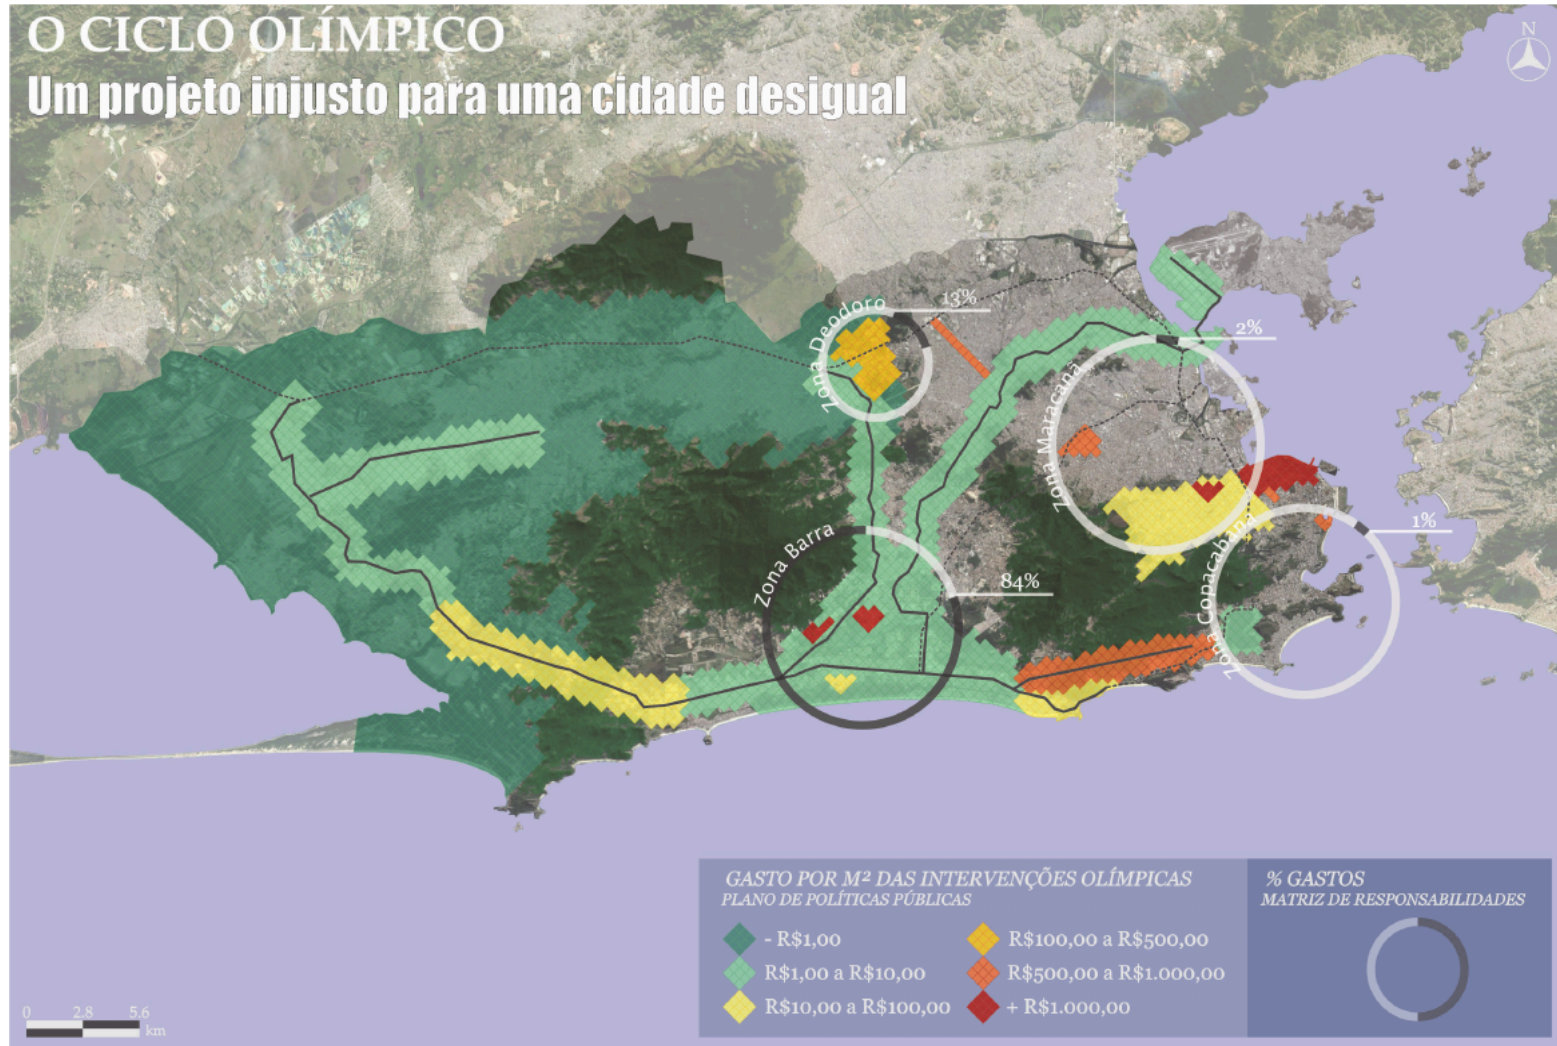 O CICLO OLÍMPICO
Um projeto injusto para uma cidade desigual
N
Zona Deodoro
13%
2%
Zona Maracanã
Zona Barra
84%
Zona Copacabana
1%
GASTO POR M² DAS INTERVENÇÕES OLÍMPICAS
PLANO DE POLÍTICAS PÚBLICAS
- R$1,00
R$1,00 a R$10,00
R$10,00 a R$100,00
R$100,00 a R$500,00
R$500,00 a R$1.000,00
+ R$1.000,00
% GASTOS
MATRIZ DE RESPONSABILIDADES
0 2.8 5.6
km